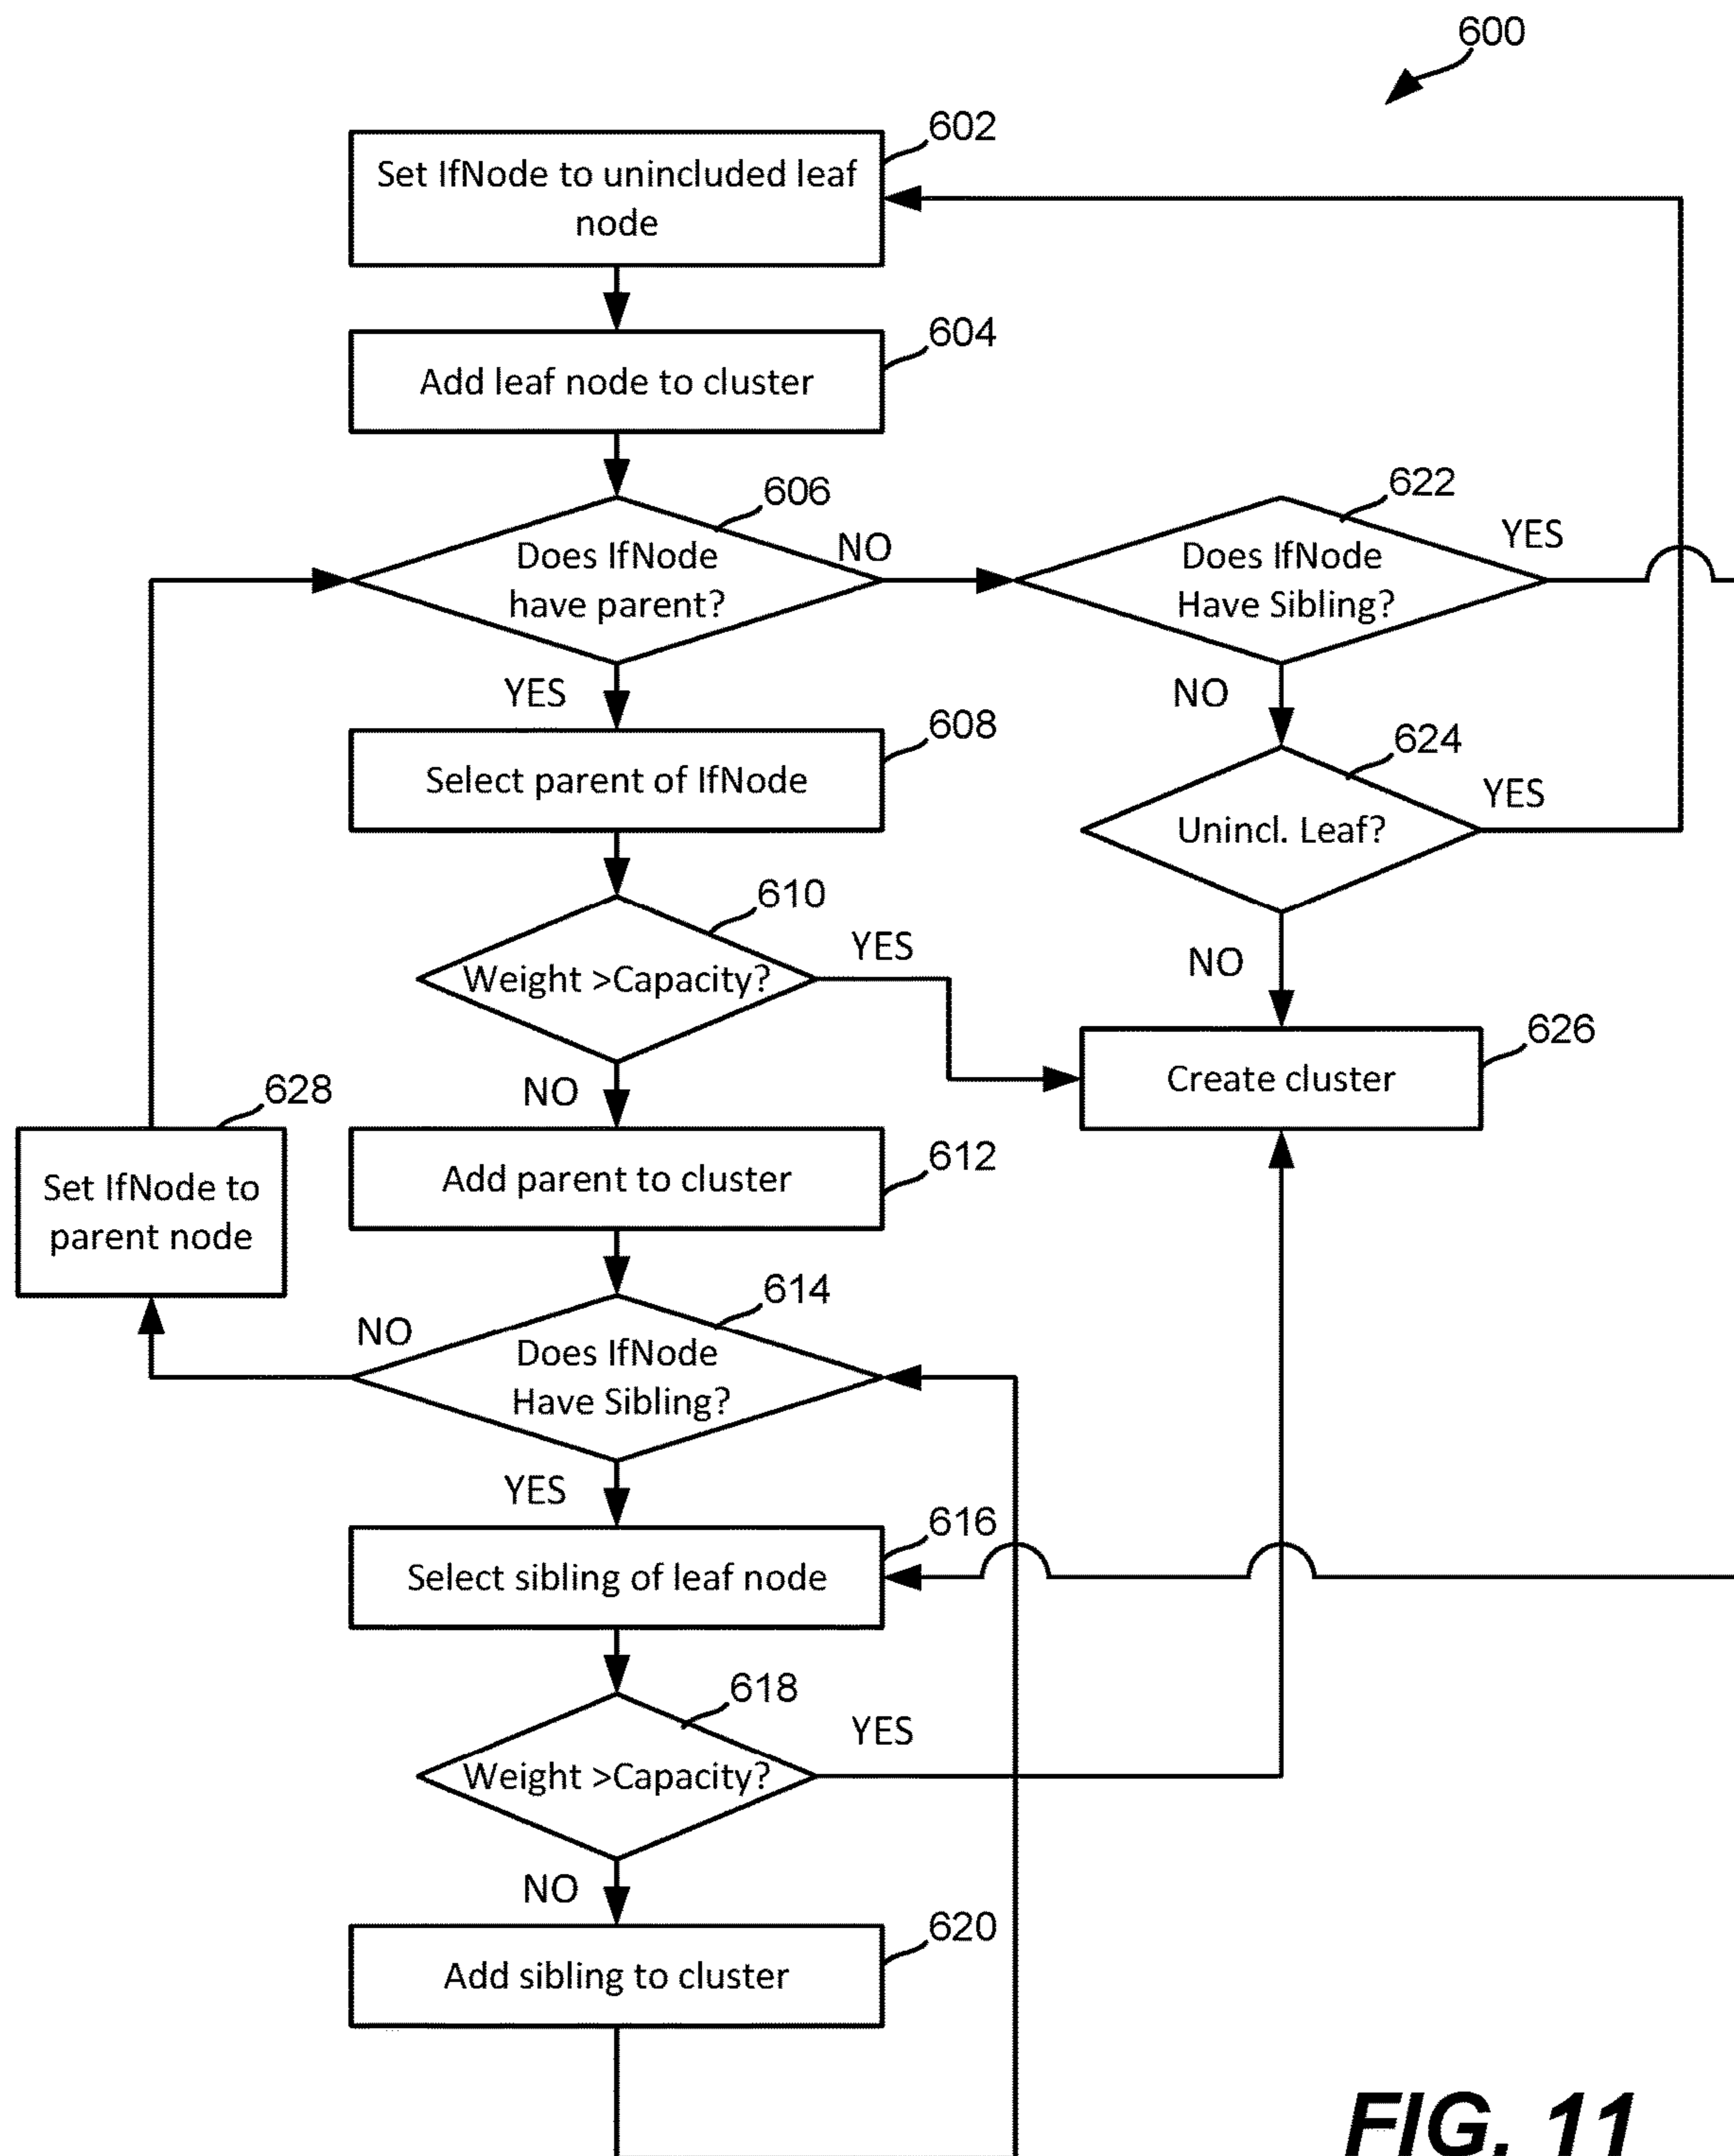 600
602
Set IfNode to unincluded leaf
node
604
Add leaf node to cluster
606
Does IfNode
have parent?
NO
622
Does IfNode
Have Sibling?
YES
YES
NO
608
Select parent of IfNode
624
Unincl. Leaf?
YES
610
Weight >Capacity?
YES
NO
NO
626
Create cluster
628
Set IfNode to
parent node
612
Add parent to cluster
614
Does IfNode
Have Sibling?
NO
YES
616
Select sibling of leaf node
618
Weight >Capacity?
YES
NO
620
Add sibling to cluster
FIG. 11